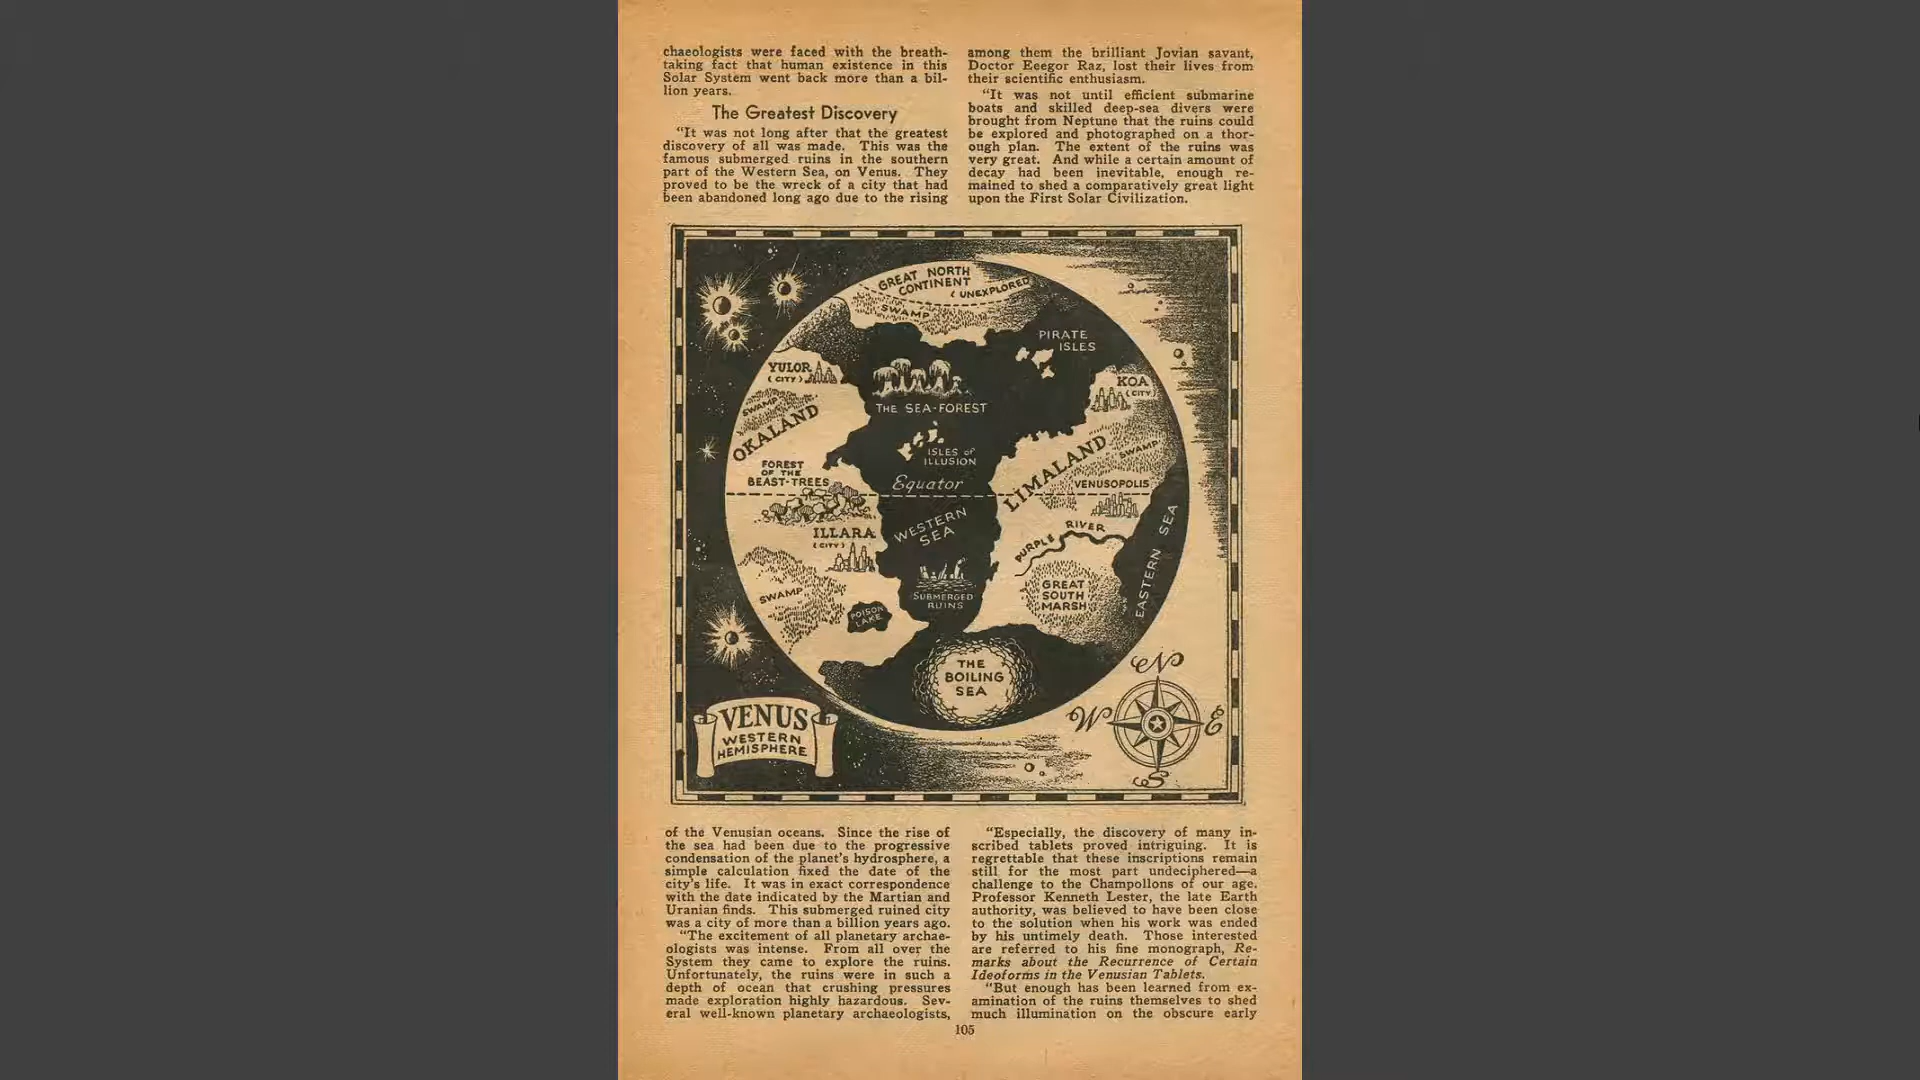 chaeologists were faced with the breath-
taking fact that human existence in this
Solar System went back more than a bil-
lion years.
The Greatest Discovery
"It was not long after that the greatest
discovery of all was made. This was the
famous submerged ruins in the southern
part of the Western Sea, on Venus. They
proved to be the wreck of a city that had
been abandoned long ago due to the rising
among them the brilliant Jovian savant,
Doctor Eeegor Raz, lost their lives from
their scientific enthusiasm.
"It was not until efficient submarine
boats and skilled deep-sea divers were
brought from Neptune that the ruins could
be explored and photographed on a thor-
ough plan. The extent of the ruins was
very great. And while a certain amount of
decay had been inevitable, enough re-
mained to shed a comparatively great light
upon the First Solar Civilization.
GREAT NORTH
CONTINENT
(UNEXPLORED
SWAMP
PIRATE
ISLES
YULOR
(CITY)
KOA
(CITY)
SWAMP
THE SEA-FOREST
OKALAND
ISLES of
ILLUSION
LIMALAND
SWAMP
FOREST
OF THE
BEAST-TREES
Equator
VENUSOPOLIS
WESTERN
SEA
ILLARA
(CITY)
PURPLE RIVER
EASTERN SEA
SWAMP
SUBMERGED
RUINS
GREAT
SOUTH
MARSH
POISON
LAKE
THE
BOILING
SEA
N
W
E
S
VENUS
WESTERN
HEMISPHERE
of the Venusian oceans. Since the rise of
the sea had been due to the progressive
condensation of the planet's hydrosphere, a
simple calculation fixed the date of the
city's life. It was in exact correspondence
with the date indicated by the Martian and
Uranian finds. This submerged ruined city
was a city of more than a billion years ago.
"The excitement of all planetary archae-
ologists was intense. From all over the
System they came to explore the ruins.
Unfortunately, the ruins were in such a
depth of ocean that crushing pressures
made exploration highly hazardous. Sev-
eral well-known planetary archaeologists,
"Especially, the discovery of many in-
scribed tablets proved intriguing. It is
regrettable that these inscriptions remain
still for the most part undeciphered—a
challenge to the Champollons of our age.
Professor Kenneth Lester, the late Earth
authority, was believed to have been close
to the solution when his work was ended
by his untimely death. Those interested
are referred to his fine monograph, Re-
marks about the Recurrence of Certain
Ideoforms in the Venusian Tablets.
"But enough has been learned from ex-
amination of the ruins themselves to shed
much illumination on the obscure early
105